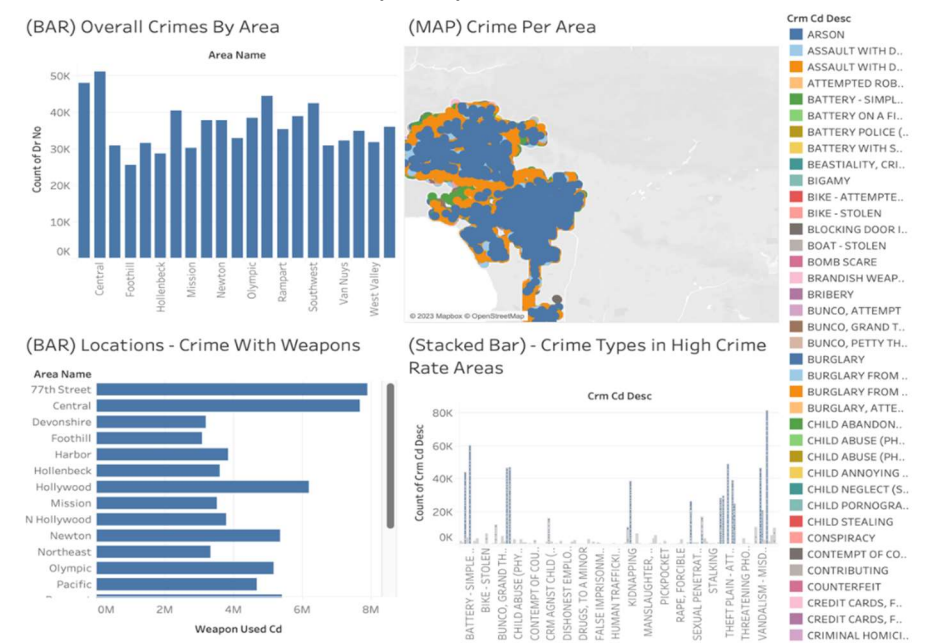 (BAR) Overall Crimes By Area
Area Name
Count of Dr No
50K
40K
30K
20K
10K
0K
Central
Foothill
Hollenbeck
Mission
Newton
Olympic
Rampart
Southwest
Van Nuys
West Valley
(MAP) Crime Per Area
© 2023 Mapbox © OpenStreetMap
(BAR) Locations - Crime With Weapons
Area Name
77th Street
Central
Devonshire
Foothill
Harbor
Hollenbeck
Hollywood
Mission
N Hollywood
Newton
Northeast
Olympic
Pacific
0M
2M
4M
6M
8M
Weapon Used Cd
(Stacked Bar) - Crime Types in High Crime
Rate Areas
Crm Cd Desc
Count of Crm Cd Desc
80K
60K
40K
20K
0K
BATTERY - SIMPLE ..
BIKE - STOLEN
BUNCO, GRAND TH..
CHILD ABUSE (PHY..
CONTEMPT OF COU..
CRM AGNST CHLD (..
DISHONEST EMPLO..
DRUGS, TO A MINOR
FALSE IMPRISONM..
HUMAN TRAFFICKI..
KIDNAPPING
MANSLAUGHTER, ..
PICKPOCKET
RAPE, FORCIBLE
SEXUAL PENETRAT..
STALKING
THEFT PLAIN - ATT..
THREATENING PHO..
VANDALISM - MISD..
Crm Cd Desc
ARSON
ASSAULT WITH D..
ASSAULT WITH D..
ATTEMPTED ROB..
BATTERY - SIMPL..
BATTERY ON A FI..
BATTERY POLICE (..
BATTERY WITH S..
BEASTIALITY, CRI..
BIGAMY
BIKE - ATTEMPTE..
BIKE - STOLEN
BLOCKING DOOR I..
BOAT - STOLEN
BOMB SCARE
BRANDISH WEAP..
BRIBERY
BUNCO, ATTEMPT
BUNCO, GRAND T..
BUNCO, PETTY TH..
BURGLARY
BURGLARY FROM ..
BURGLARY FROM ..
BURGLARY, ATTE..
CHILD ABANDON..
CHILD ABUSE (PH..
CHILD ABUSE (PH..
CHILD ANNOYING ..
CHILD NEGLECT (S..
CHILD PORNOGRA..
CHILD STEALING
CONSPIRACY
CONTEMPT OF CO..
CONTRIBUTING
COUNTERFEIT
CREDIT CARDS, F..
CREDIT CARDS, F..
CRIMINAL HOMICI..